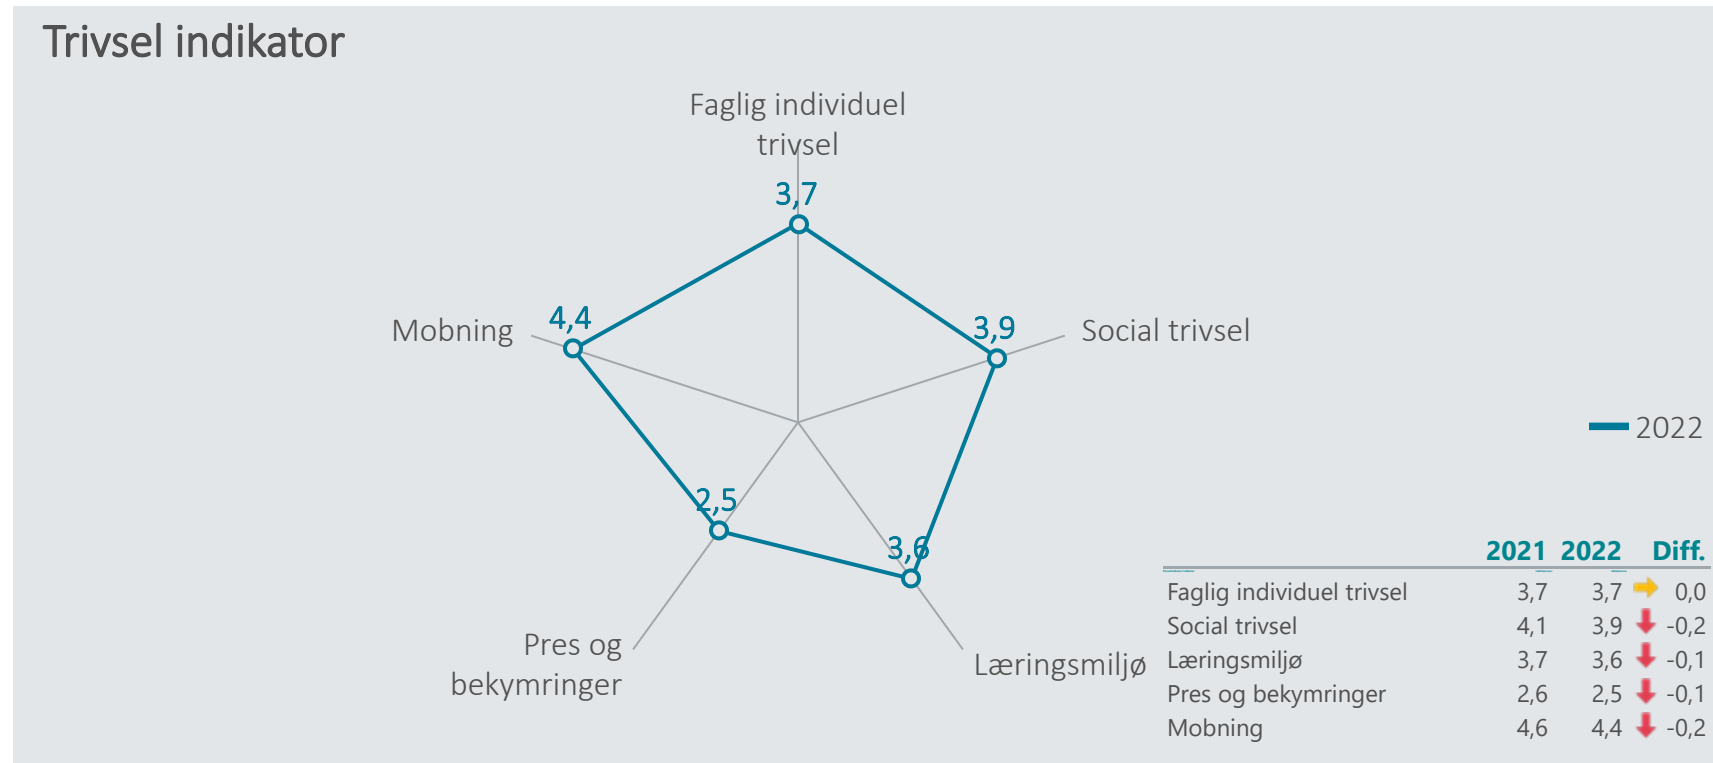 Trivsel indikator
Faglig individuel
trivsel
3,7
4,4
3,9
Mobning
Social trivsel
2022
2,5
3,6
Pres og
bekymringer
Læringsmiljø
2021 2022 Diff.
Faglig individuel trivsel 3,7 3,7 0,0
Social trivsel 4,1 3,9 -0,2
Læringsmiljø 3,7 3,6 -0,1
Pres og bekymringer 2,6 2,5 -0,1
Mobning 4,6 4,4 -0,2